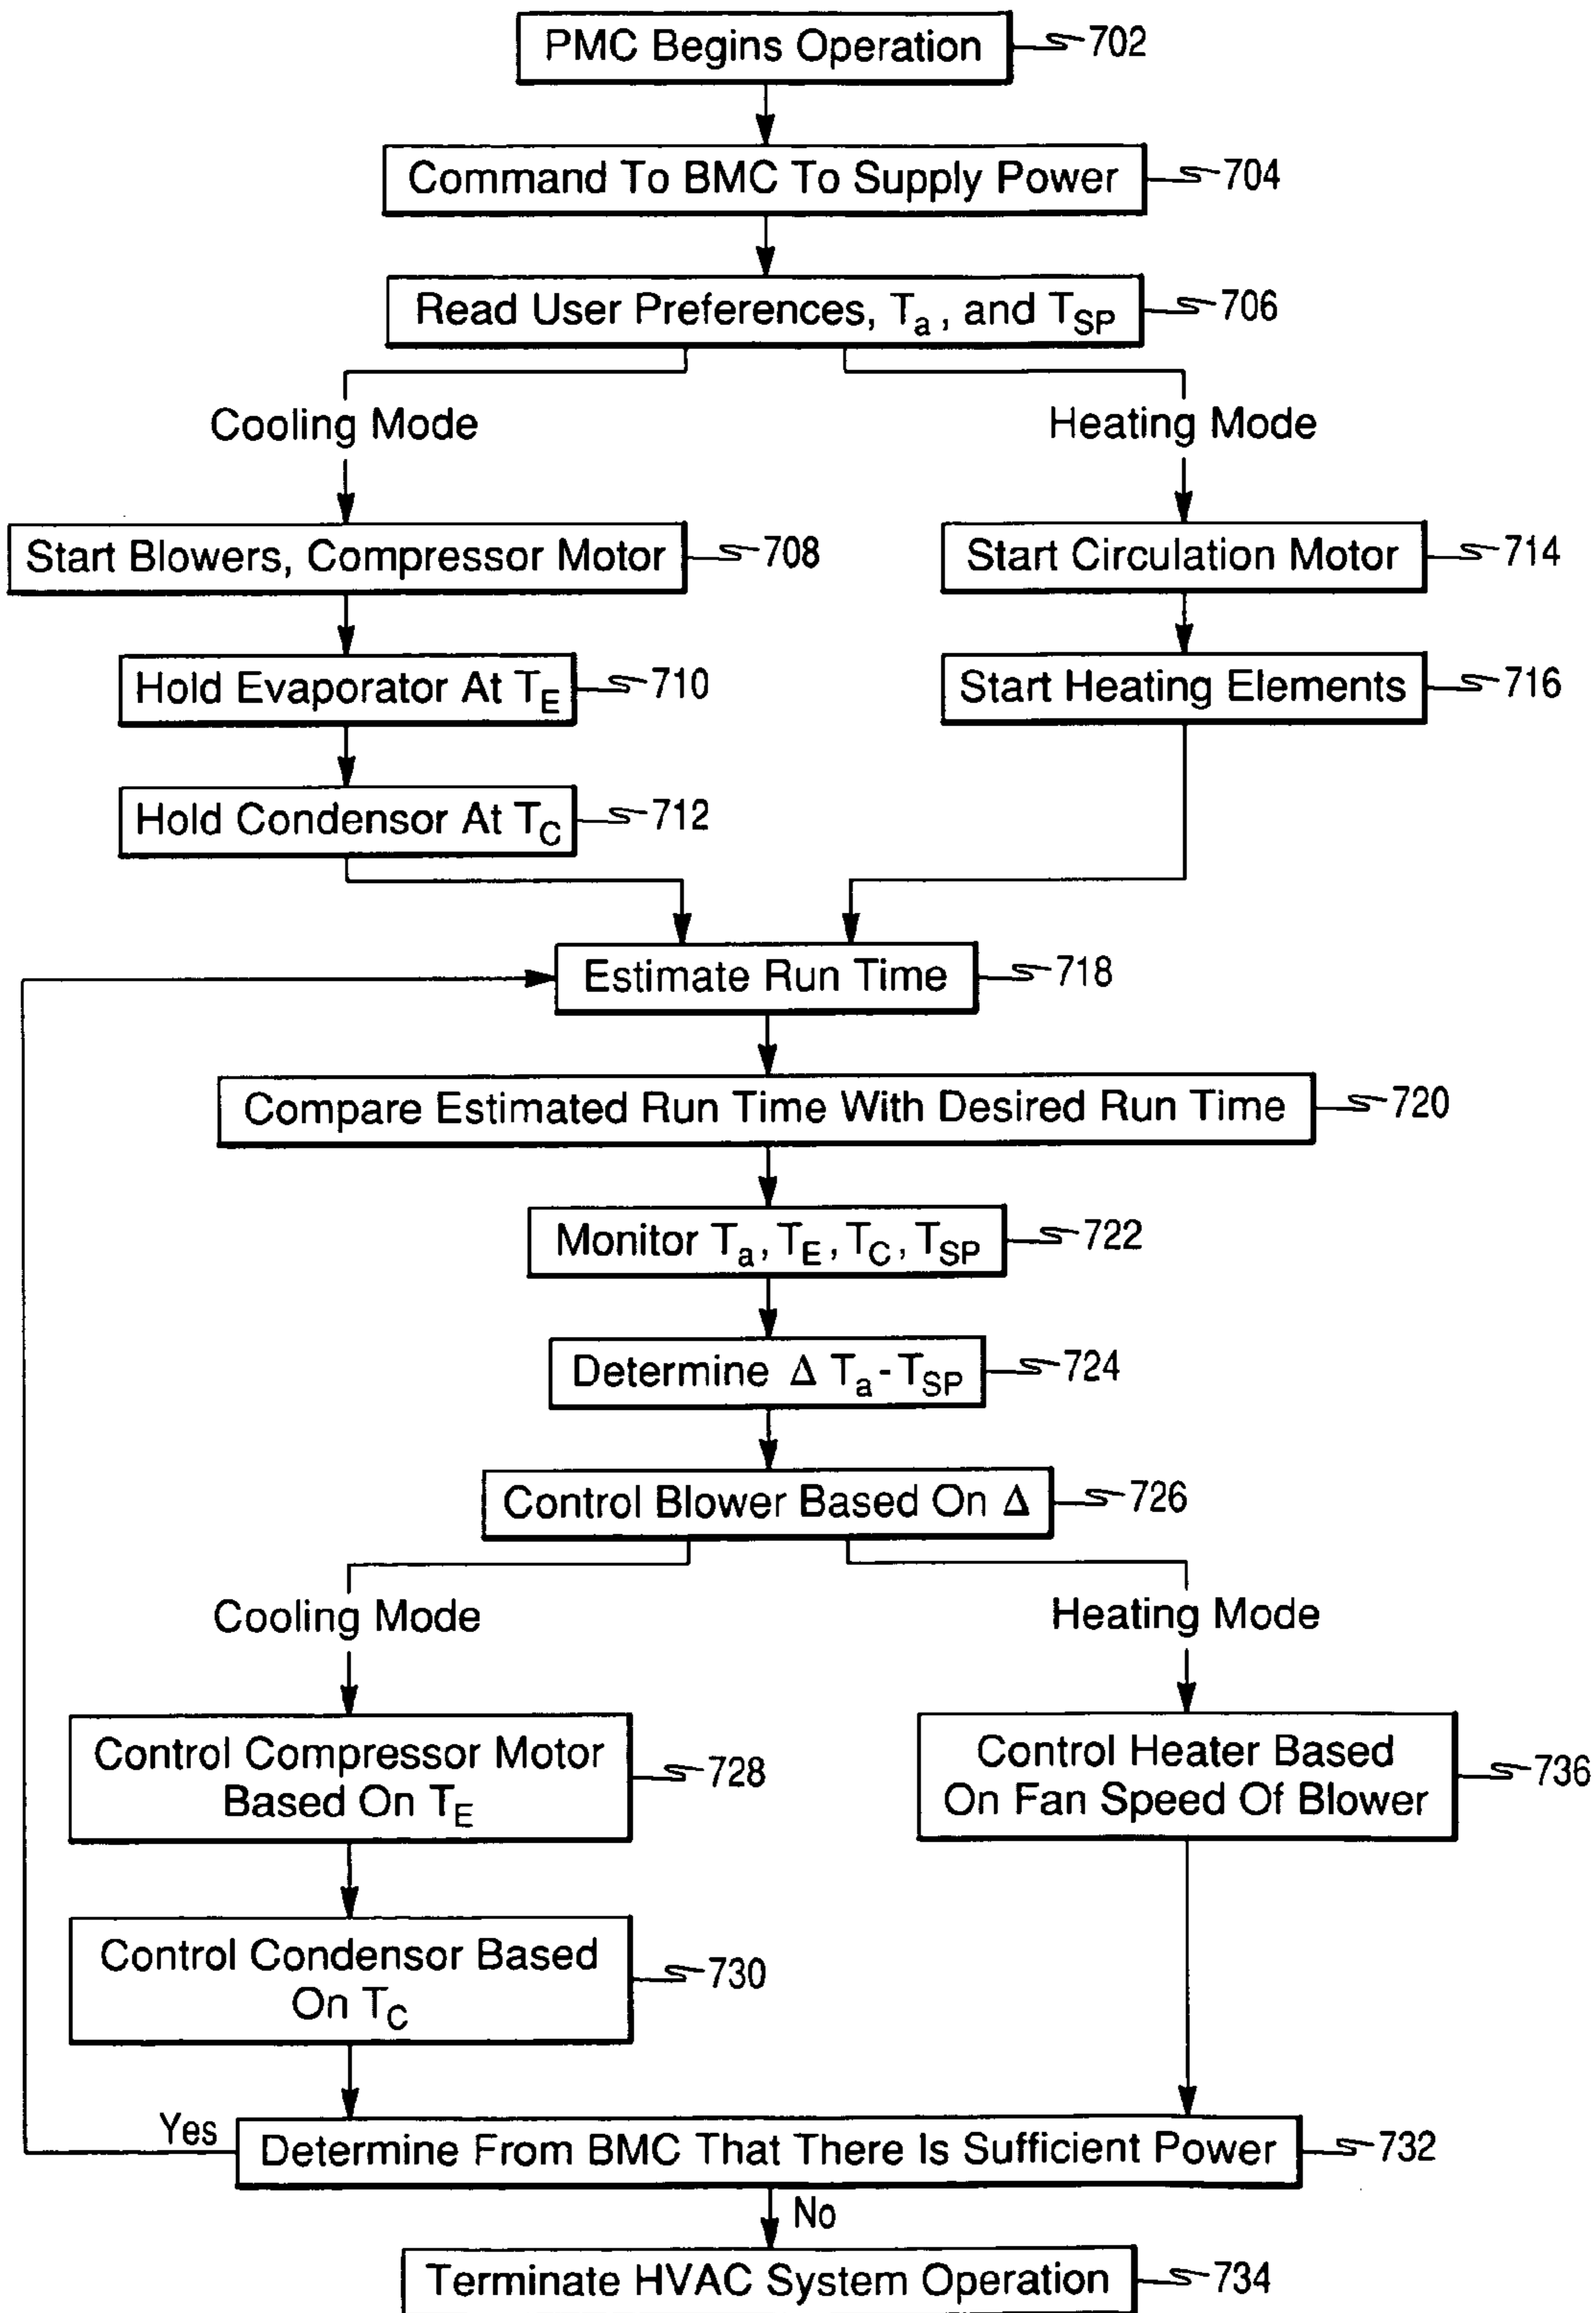 PMC Begins Operation 702
Command To BMC To Supply Power 704
Read User Preferences, Ta, and TSP 706
Cooling Mode
Heating Mode
Start Blowers, Compressor Motor 708
Start Circulation Motor 714
Hold Evaporator At TE 710
Start Heating Elements 716
Hold Condensor At TC 712
Estimate Run Time 718
Compare Estimated Run Time With Desired Run Time 720
Monitor Ta, TE, TC, TSP 722
Determine Δ Ta-TSP 724
Control Blower Based On Δ 726
Cooling Mode
Heating Mode
Control Compressor Motor
Based On TE
728
Control Heater Based
On Fan Speed Of Blower
736
Control Condensor Based
On TC
730
Yes
Determine From BMC That There Is Sufficient Power 732
No
Terminate HVAC System Operation 734